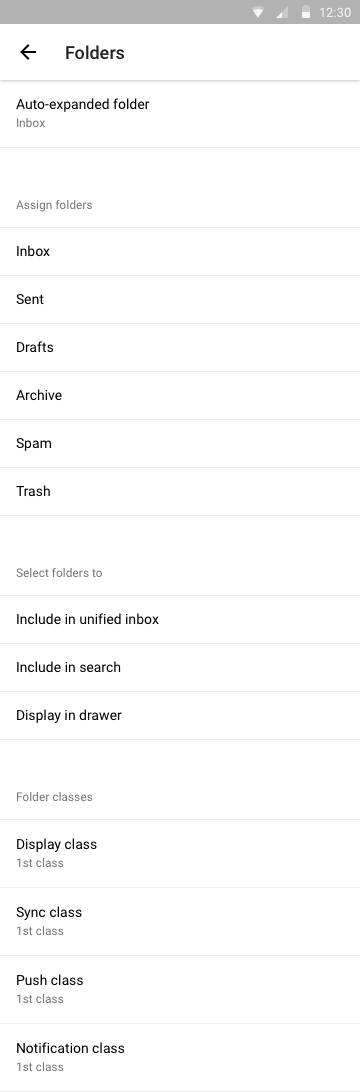 12:30
Folders
Auto-expanded folder
Inbox
Assign folders
Inbox
Sent
Drafts
Archive
Spam
Trash
Select folders to
Include in unified inbox
Include in search
Display in drawer
Folder classes
Display class
1st class
Sync class
1st class
Push class
1st class
Notification class
1st class